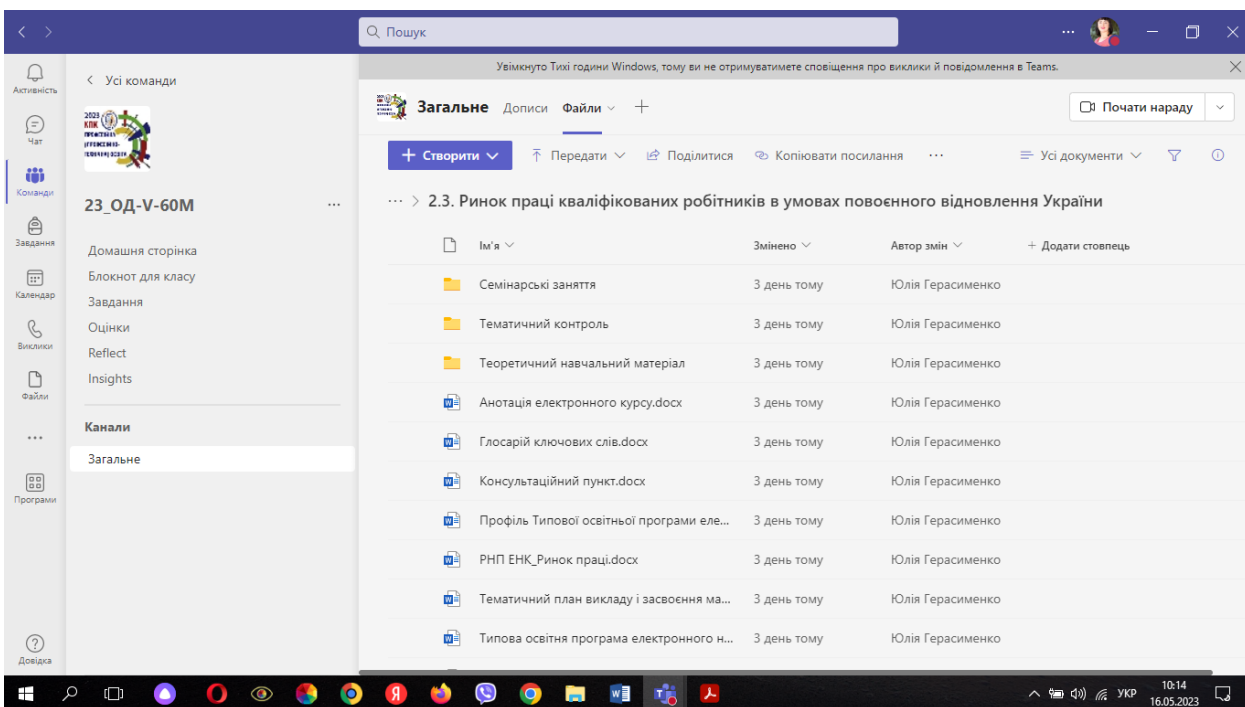 Пошук
Увімкнуто Тихі години Windows, тому ви не отримуватимете сповіщення про виклики й повідомлення в Teams.
Активність
Чат
Команди
Завдання
Календар
Виклики
Файли
Програми
Довідка
Усі команди
2023
КПК
23_ОД-V-60М
Домашня сторінка
Блокнот для класу
Завдання
Оцінки
Reflect
Insights
Канали
Загальне
Загальне Дописи Файли
Почати нараду
Створити Передати Поділитися Копіювати посилання ··· Усі документи
··· > 2.3. Ринок праці кваліфікованих робітників в умовах повоєнного відновлення України
Ім'я Змінено Автор змін + Додати стовпець
Семінарські заняття 3 день тому Юлія Герасименко
Тематичний контроль 3 день тому Юлія Герасименко
Теоретичний навчальний матеріал 3 день тому Юлія Герасименко
Анотація електронного курсу.docx 3 день тому Юлія Герасименко
Глосарій ключових слів.docx 3 день тому Юлія Герасименко
Консультаційний пункт.docx 3 день тому Юлія Герасименко
Профіль Типової освітньої програми еле... 3 день тому Юлія Герасименко
РНП ЕНК_Ринок праці.docx 3 день тому Юлія Герасименко
Тематичний план викладу і засвоєння ма... 3 день тому Юлія Герасименко
Типова освітня програма електронного н... 3 день тому Юлія Герасименко
УКР
10:14
16.05.2023